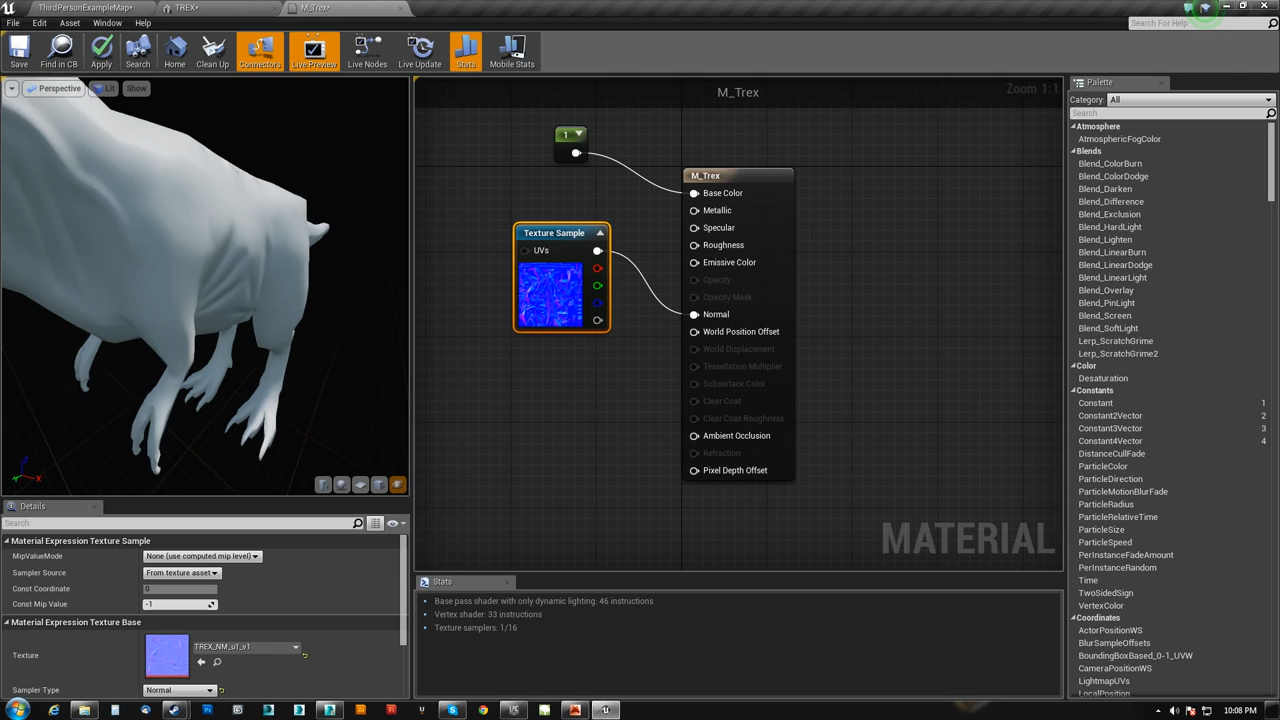 ThirdPersonExampleMap*
TREX*
M_Trex*
File Edit Asset Window Help
Search For Help
Save Find in CB Apply Search Home Clean Up Connectors Live Preview Live Nodes Live Update Stats Mobile Stats
Perspective Lit Show
M_Trex
Zoom 1:1
1
M_Trex
Base Color
Metallic
Specular
Roughness
Emissive Color
Opacity
Opacity Mask
Normal
World Position Offset
World Displacement
Tessellation Multiplier
Subsurface Color
Clear Coat
Clear Coat Roughness
Ambient Occlusion
Refraction
Pixel Depth Offset
Texture Sample
UVs
MATERIAL
Z
X
Palette
Category: All
Search
Atmosphere
AtmosphericFogColor
Blends
Blend_ColorBurn
Blend_ColorDodge
Blend_Darken
Blend_Difference
Blend_Exclusion
Blend_HardLight
Blend_Lighten
Blend_LinearBurn
Blend_LinearDodge
Blend_LinearLight
Blend_Overlay
Blend_PinLight
Blend_Screen
Blend_SoftLight
Lerp_ScratchGrime
Lerp_ScratchGrime2
Color
Desaturation
Constants
Constant 1
Constant2Vector 2
Constant3Vector 3
Constant4Vector 4
DistanceCullFade
ParticleColor
ParticleDirection
ParticleMotionBlurFade
ParticleRadius
ParticleRelativeTime
ParticleSize
ParticleSpeed
PerInstanceFadeAmount
PerInstanceRandom
Time
TwoSidedSign
VertexColor
Coordinates
ActorPositionWS
BlurSampleOffsets
BoundingBoxBased_0-1_UVW
CameraPositionWS
LightmapUVs
LocalPosition
Details
Search
Material Expression Texture Sample
MipValueMode None (use computed mip level)
Sampler Source From texture asset
Const Coordinate 0
Const Mip Value -1
Material Expression Texture Base
Texture TREX_NM_u1_v1
Sampler Type Normal
Stats
Base pass shader with only dynamic lighting: 46 instructions
Vertex shader: 33 instructions
Texture samplers: 1/16
10:08 PM